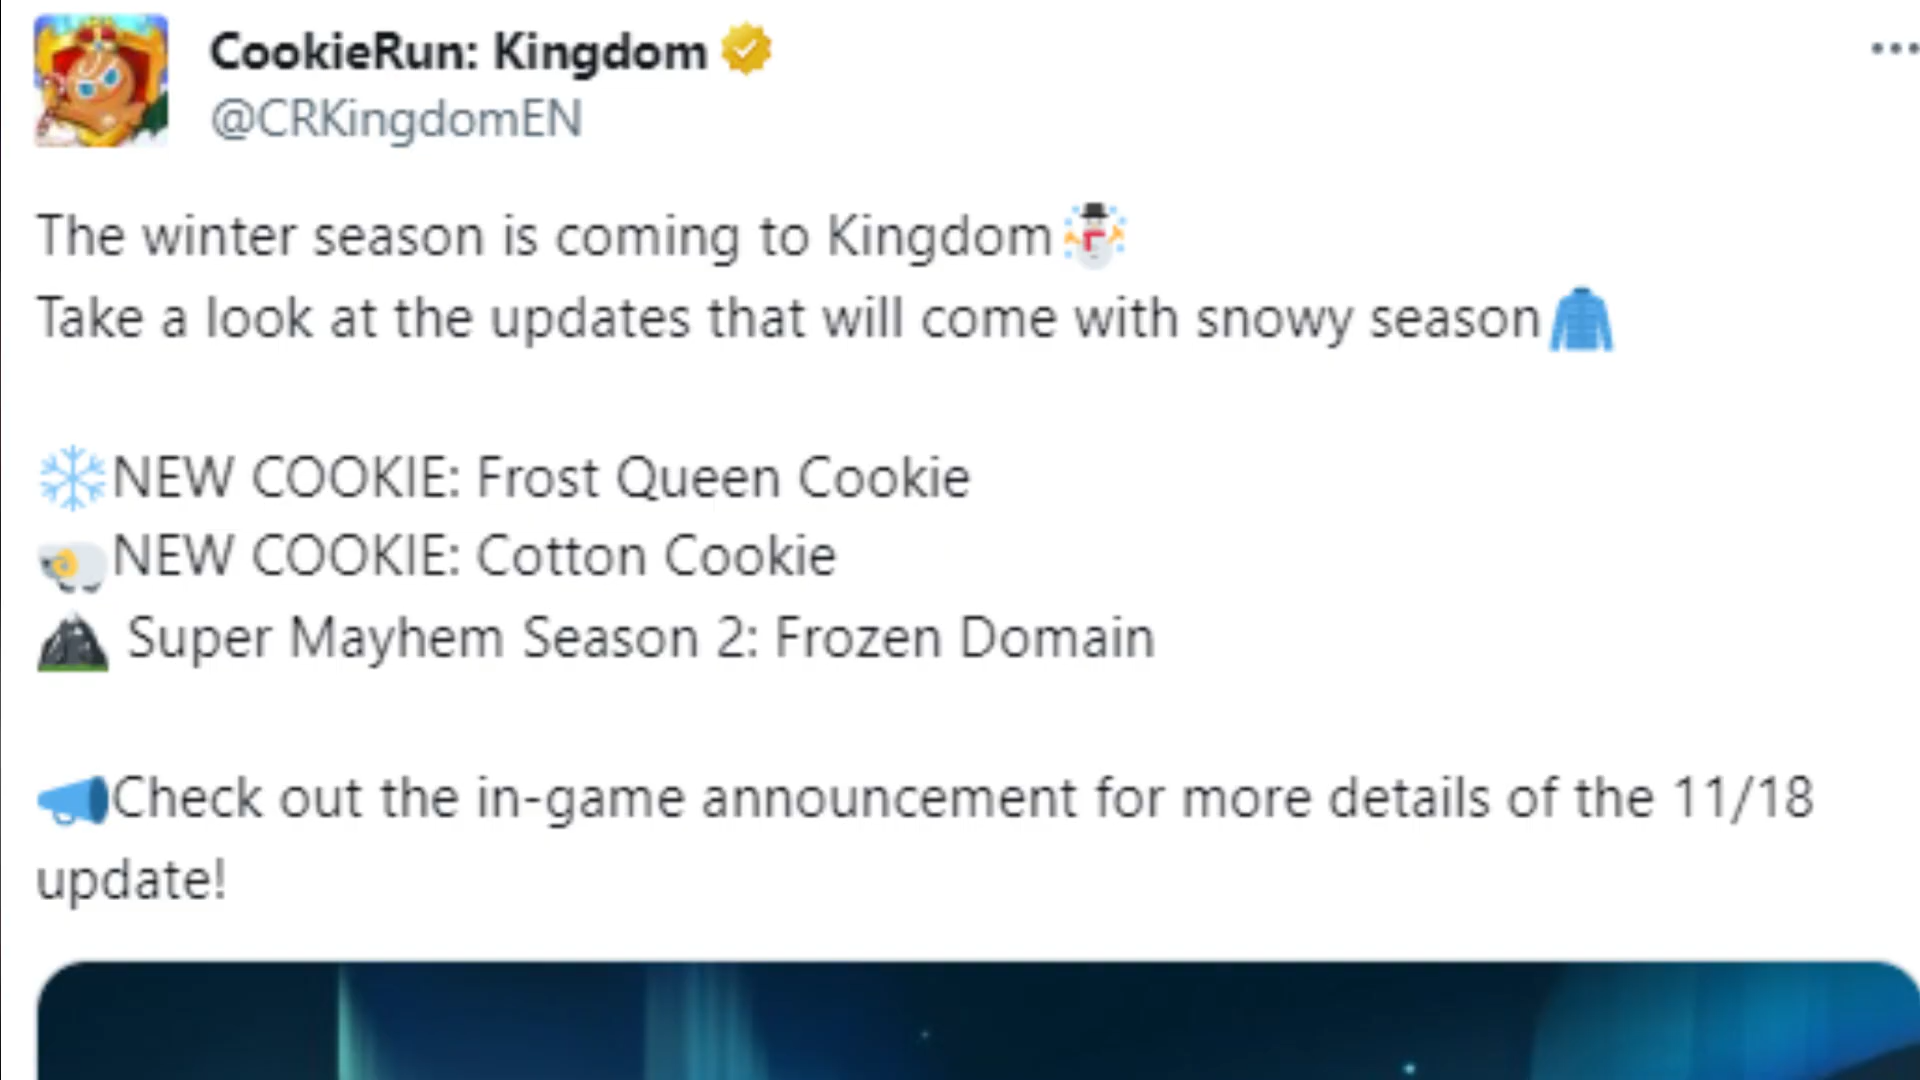 CookieRun: Kingdom
@CRKingdomEN
The winter season is coming to Kingdom
Take a look at the updates that will come with snowy season
NEW COOKIE: Frost Queen Cookie
NEW COOKIE: Cotton Cookie
Super Mayhem Season 2: Frozen Domain
Check out the in-game announcement for more details of the 11/18
update!